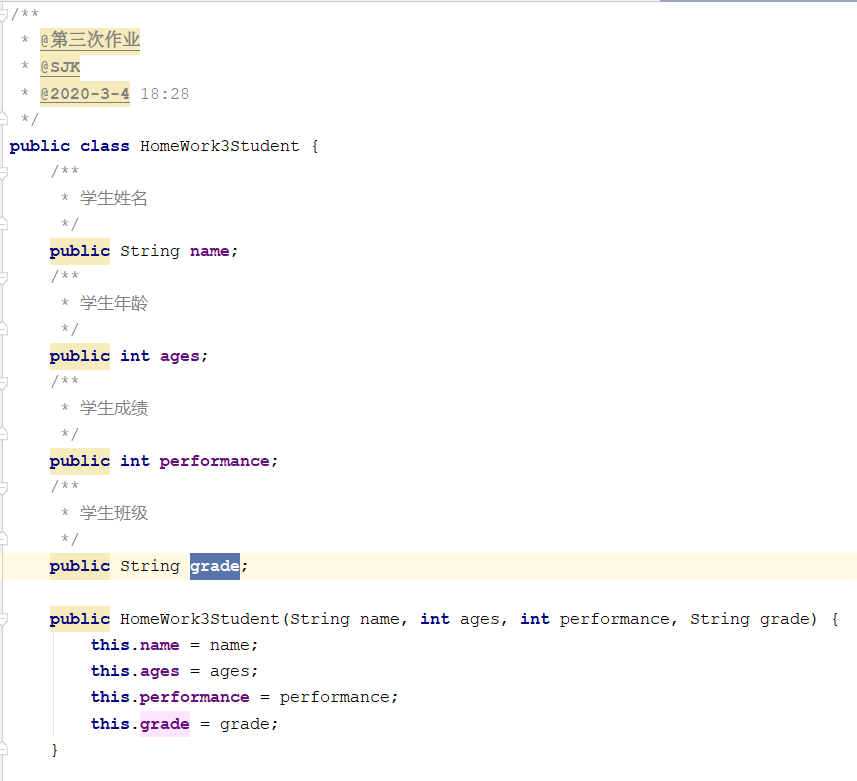 /**
 * @第三次作业
 * @SJK
 * @2020-3-4 18:28
 */
public class HomeWork3Student {
    /**
     * 学生姓名
     */
    public String name;
    /**
     * 学生年龄
     */
    public int ages;
    /**
     * 学生成绩
     */
    public int performance;
    /**
     * 学生班级
     */
    public String grade;

    public HomeWork3Student(String name, int ages, int performance, String grade) {
        this.name = name;
        this.ages = ages;
        this.performance = performance;
        this.grade = grade;
    }